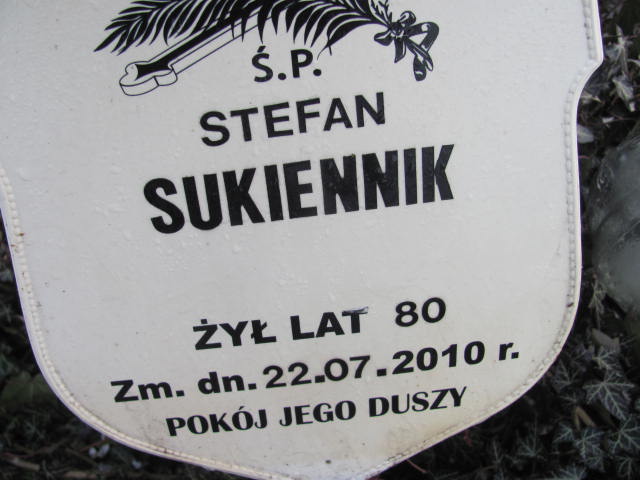 Ś.P.
STEFAN
SUKIENNIK
ŻYŁ LAT 80
Zm. dn. 22.07.2010 r.
POKÓJ JEGO DUSZY